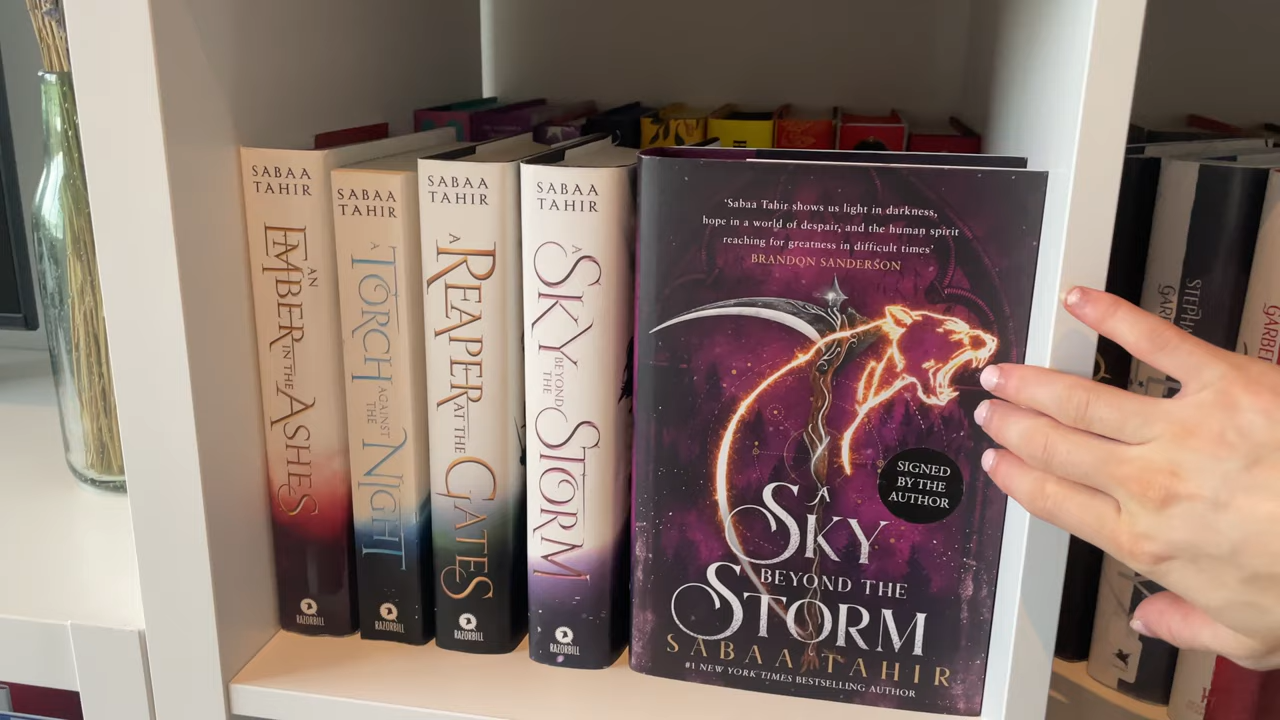 SABAA
TAHIR
AN
EMBER
IN THE
ASHES
RAZORBILL
SABAA
TAHIR
A
TORCH
AGAINST
THE
NIGHT
RAZORBILL
SABAA
TAHIR
A
REAPER
AT THE
GATES
RAZORBILL
SABAA
TAHIR
A
SKY
BEYOND
THE
STORM
RAZORBILL
'Sabaa Tahir shows us light in darkness,
hope in a world of despair, and the human spirit
reaching for greatness in difficult times'
BRANDON SANDERSON
SIGNED
BY THE
AUTHOR
A
SKY
BEYOND THE
STORM
SABAA TAHIR
#1 NEW YORK TIMES BESTSELLING AUTHOR